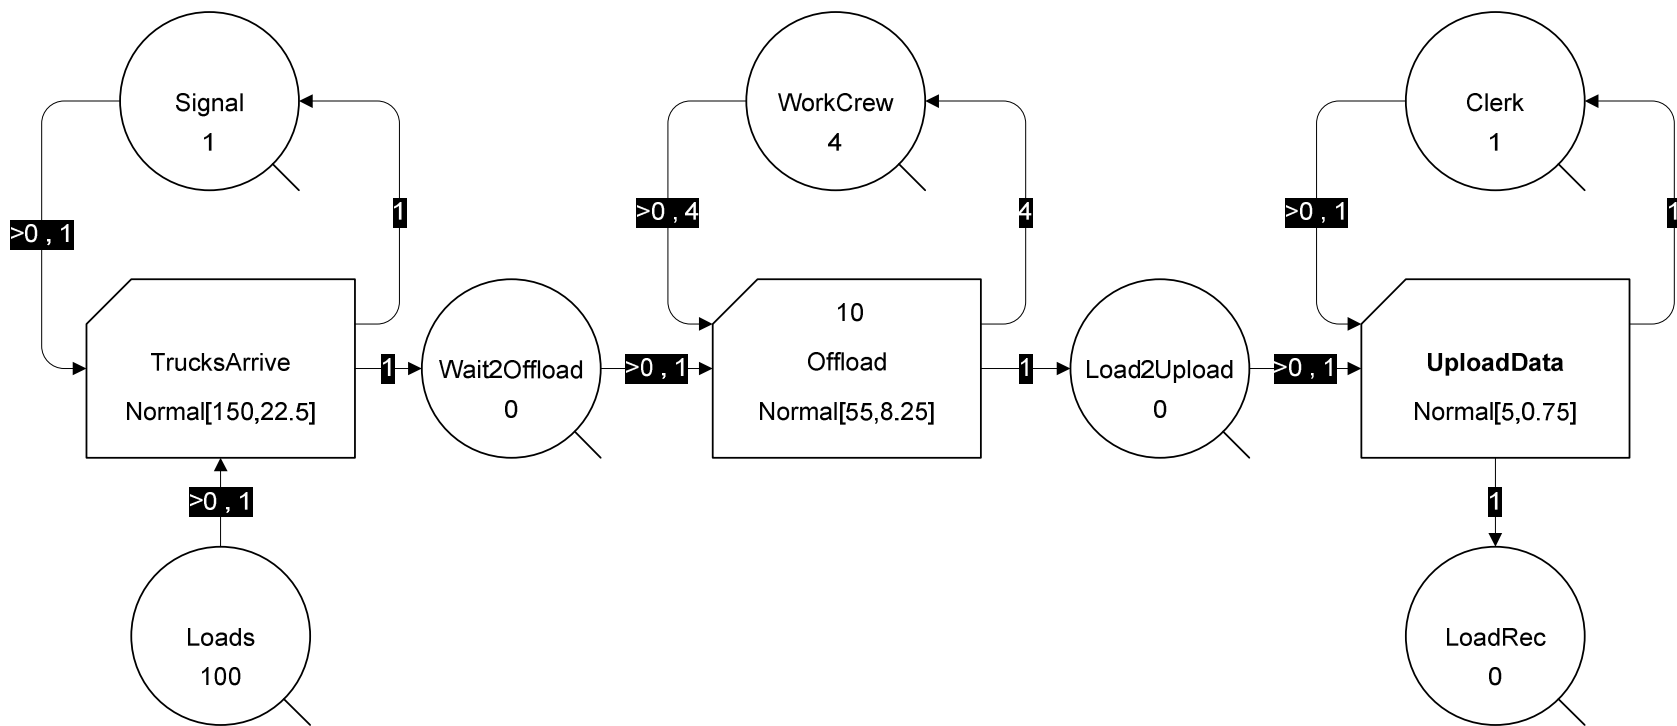 Signal
1
WorkCrew
4
Clerk
1
>0 , 1
1
>0 , 4
4
>0 , 1
1
TrucksArrive
Normal[150,22.5]
1
Wait2Offload
0
>0 , 1
10
Offload
Normal[55,8.25]
1
Load2Upload
0
>0 , 1
UploadData
Normal[5,0.75]
>0 , 1
1
Loads
100
LoadRec
0